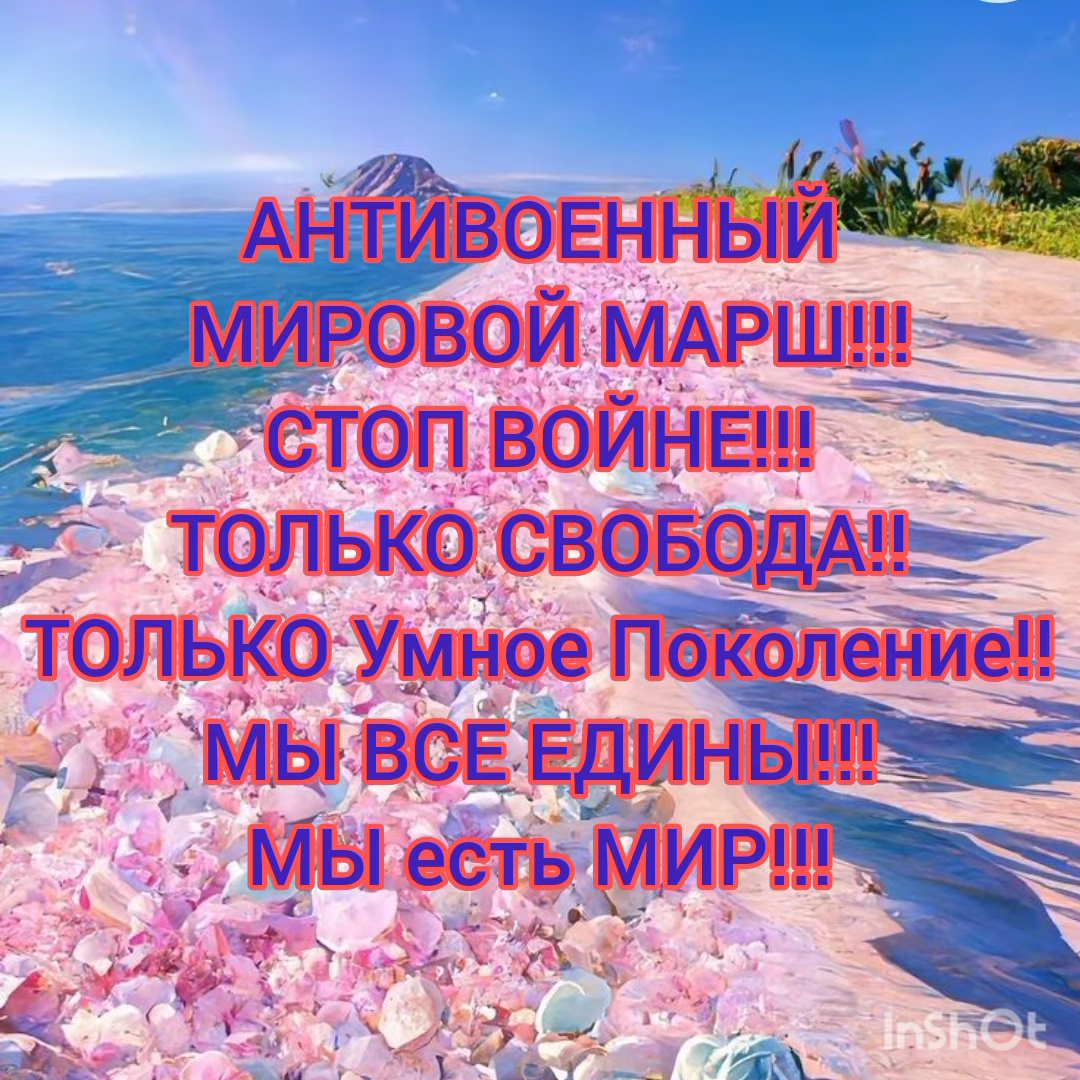 АНТИВОЕННЫЙ
МИРОВОЙ МАРШ!!!
СТОП ВОЙНЕ!!!
ТОЛЬКО СВОБОДА!!
ТОЛЬКО Умное Поколение!!
МЫ ВСЕ ЕДИНЫ!!!
МЫ есть МИР!!!
InShOt